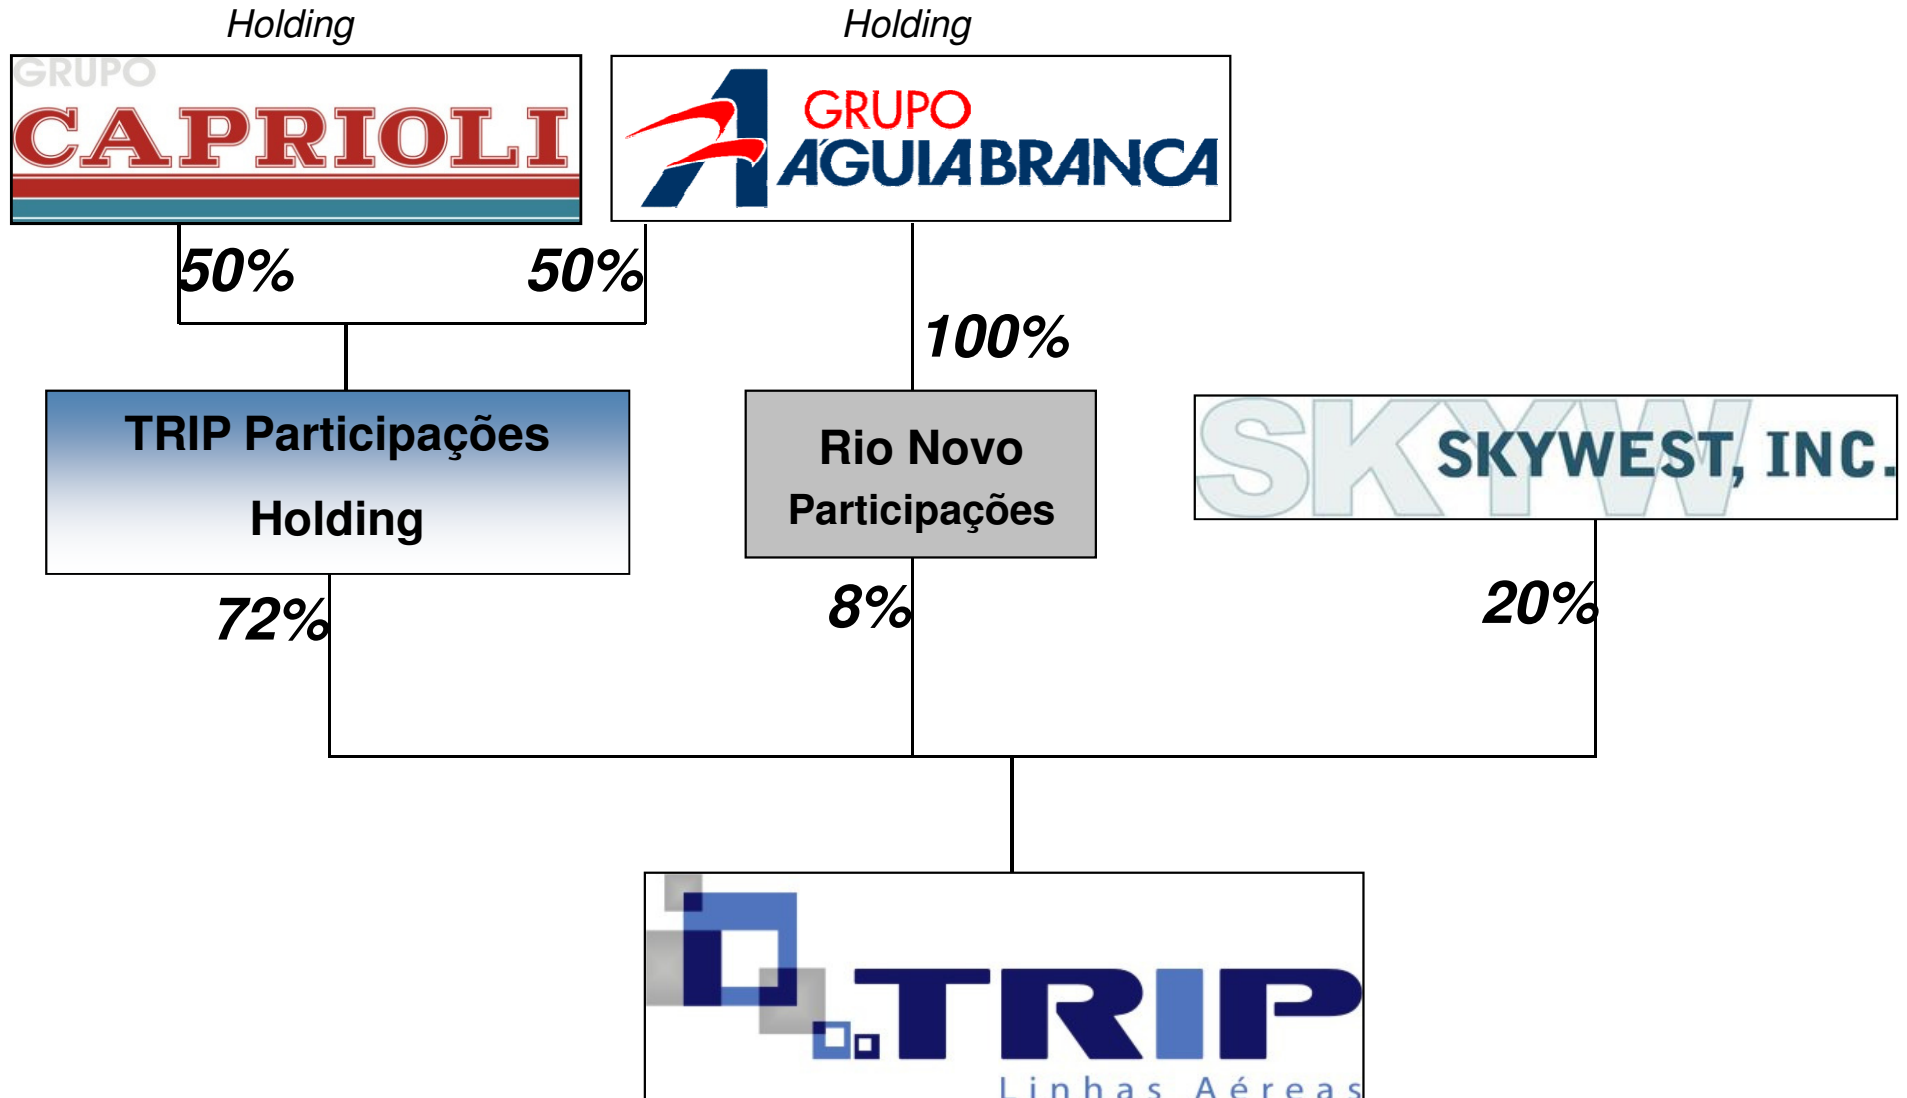 Holding
Holding
GRUPO
CAPRIOLI
GRUPO
ÁGUIA BRANCA
50%
50%
100%
TRIP Participações
Holding
Rio Novo
Participações
SKYW
SKYWEST, INC.
72%
8%
20%
TRIP
Linhas Aéreas